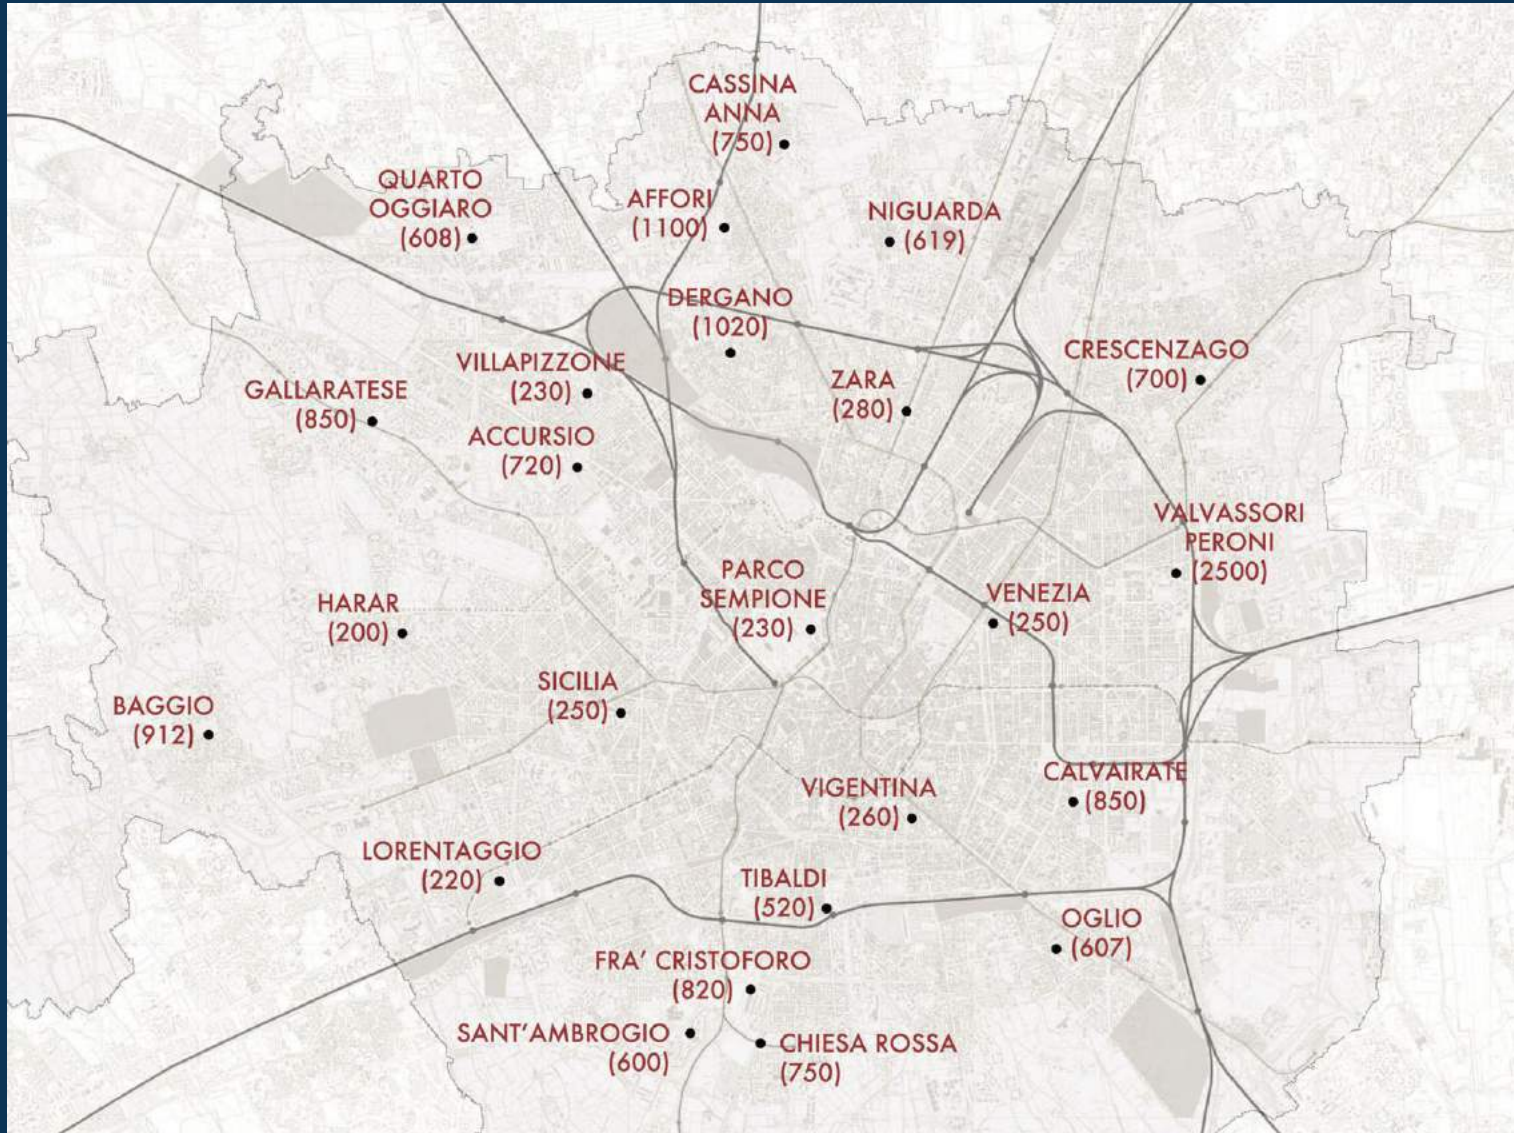 CASSINA
ANNA
(750)
QUARTO
OGGIARO
(608)
AFFORI
(1100)
NIGUARDA
(619)
DERGANO
(1020)
VILLAPIZZONE
(230)
GALLARATESE
(850)
ZARA
(280)
CRESCENZAGO
(700)
ACCURSIO
(720)
VALVASSORI
PERONI
(2500)
PARCO
SEMPIONE
(230)
VENEZIA
(250)
HARAR
(200)
SICILIA
(250)
BAGGIO
(912)
VIGENTINA
(260)
CALVAIRATE
(850)
LORENTAGGIO
(220)
TIBALDI
(520)
OGLIO
(607)
FRA' CRISTOFORO
(820)
SANT'AMBROGIO
(600)
CHIESA ROSSA
(750)